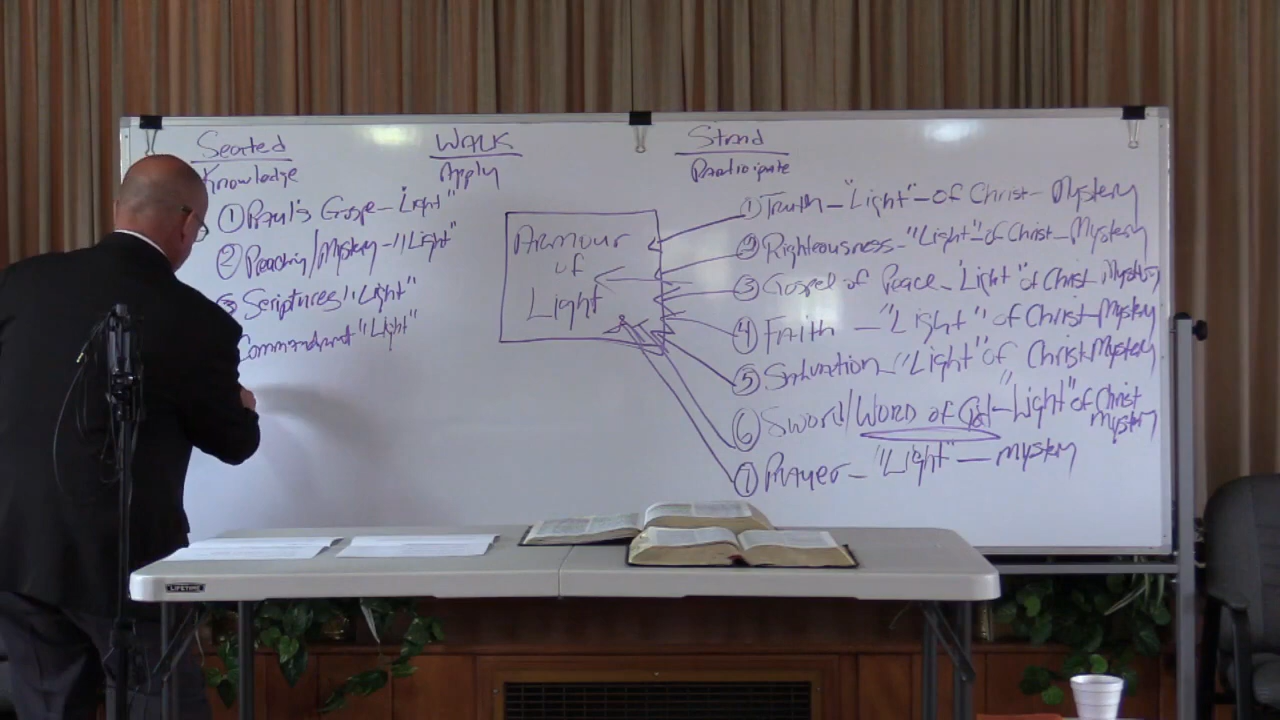 Seated
Knowledge
① Paul's Gospe - Light"
② Preaching/Mystery - "Light"
③ Scriptures "Light"
Commandment "Light"
WALK
Apply
Armour
of
Light
Stand
Participate
① Truth - "Light" - of Christ - Mystery
② Righteousness - "Light" - of Christ - Mystery
③ Gospel of Peace - "Light" of Christ Mystery
④ Faith - "Light" of Christ - Mystery
⑤ Salvation - "Light" of Christ Mystery
⑥ Sword/WORD of God - "Light" of Christ
Mystery
⑦ Prayer - "Light" - Mystery
LIFETIME